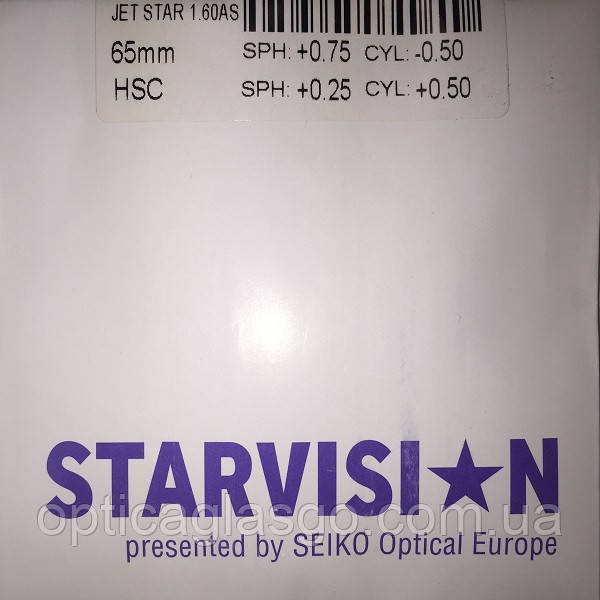 JET STAR 1.60AS
65mm SPH: +0.75 CYL: -0.50
HSC SPH: +0.25 CYL: +0.50
STARVISI★N
opticaglasgo.com.ua
presented by SEIKO Optical Europe